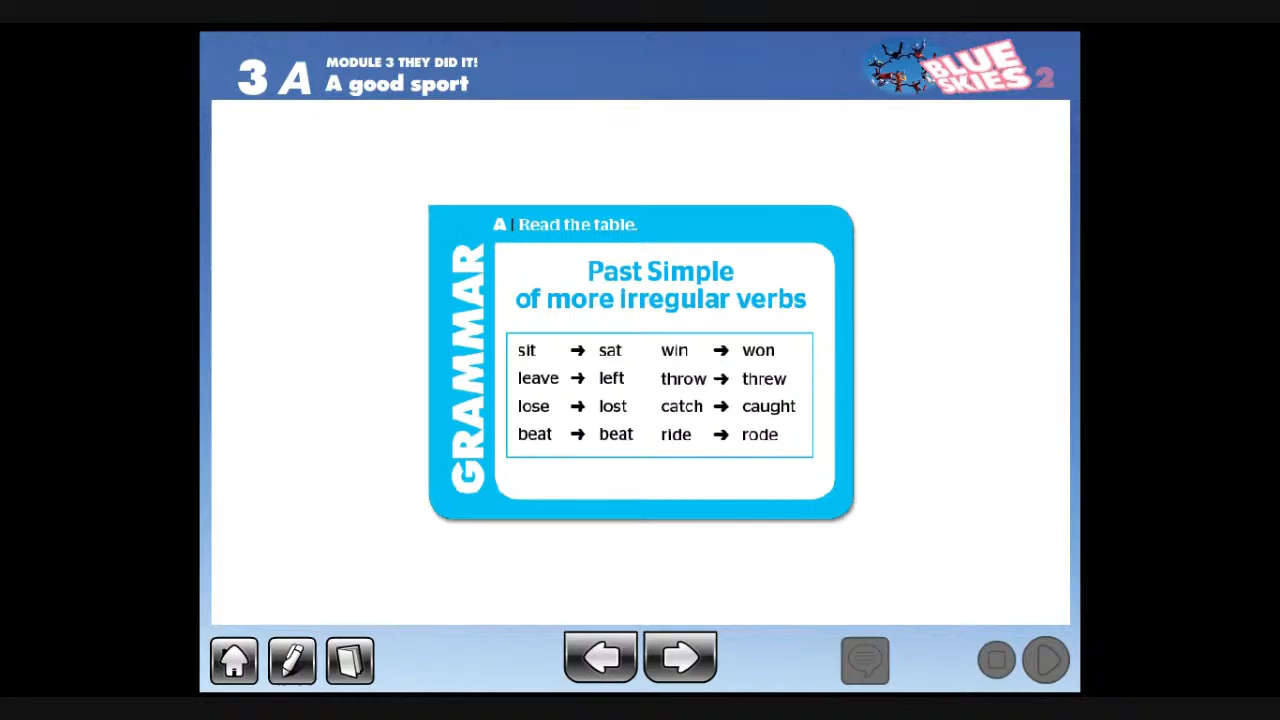 3 A
MODULE 3 THEY DID IT!
A good sport
BLUE
SKIES 2
GRAMMAR
A | Read the table.
Past Simple
of more irregular verbs
sit → sat win → won
leave → left throw → threw
lose → lost catch → caught
beat → beat ride → rode